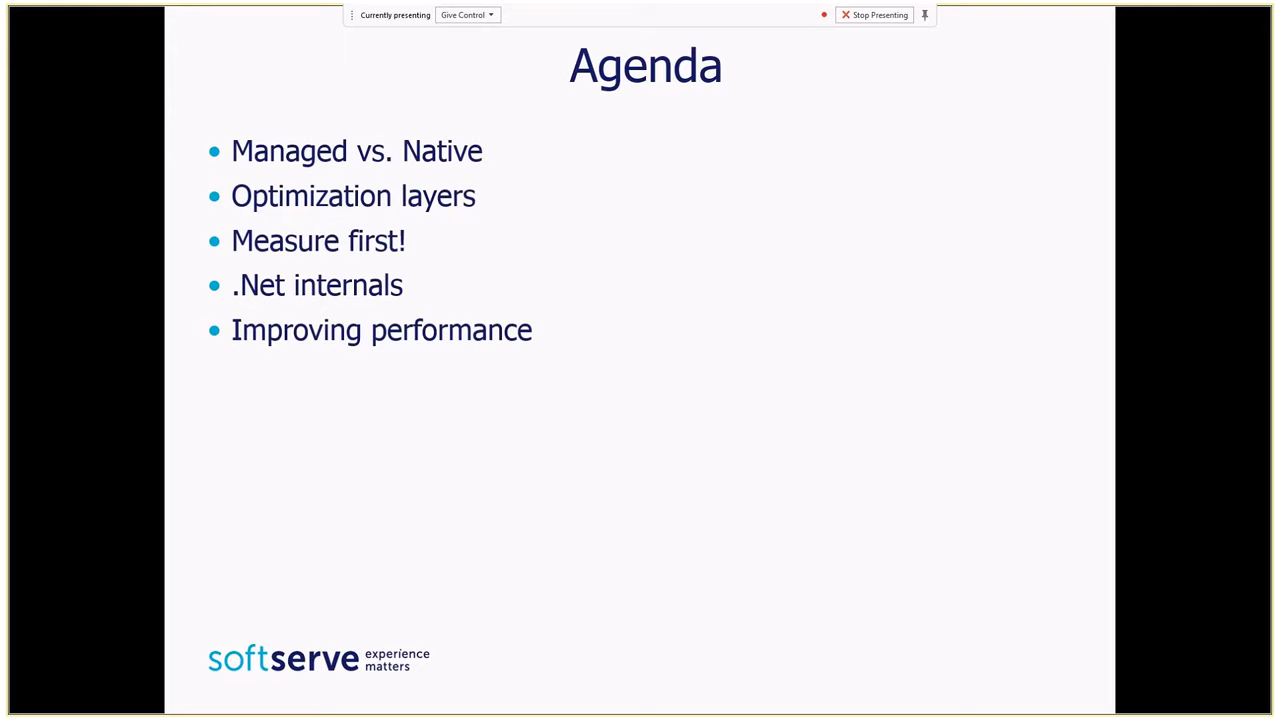 Currently presenting Give Control Stop Presenting
Agenda
Managed vs. Native
Optimization layers
Measure first!
.Net internals
Improving performance
softserve experience
matters